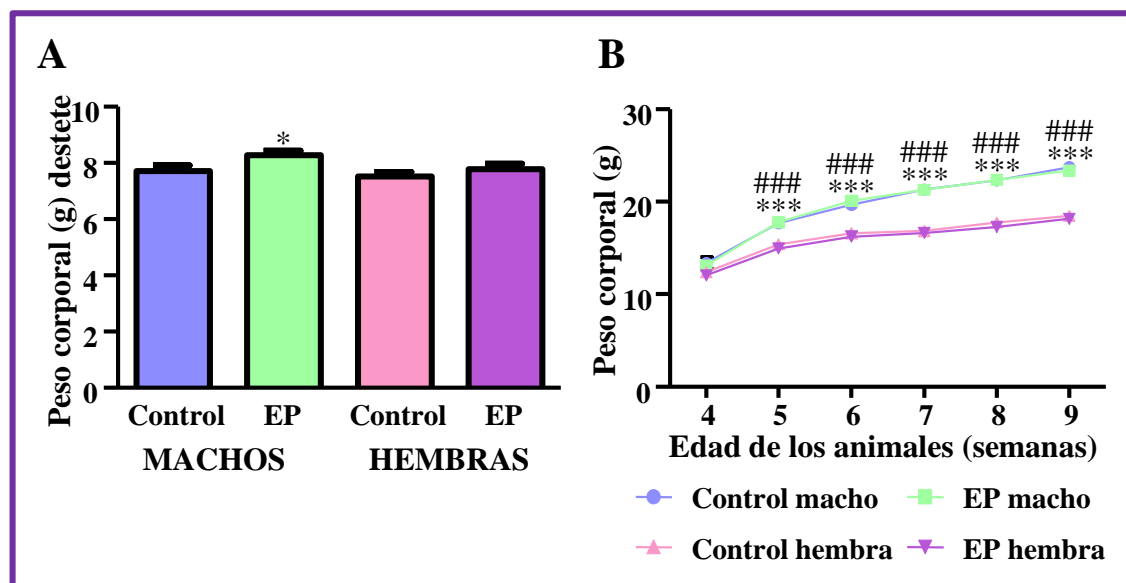 A
Peso corporal (g) destete
10
8
6
4
2
0
*
Control EP Control EP
MACHOS HEMBRAS
B
Peso corporal (g)
30
20
10
0
###
***
###
***
###
***
###
***
###
***
4 5 6 7 8 9
Edad de los animales (semanas)
Control macho EP macho
Control hembra EP hembra